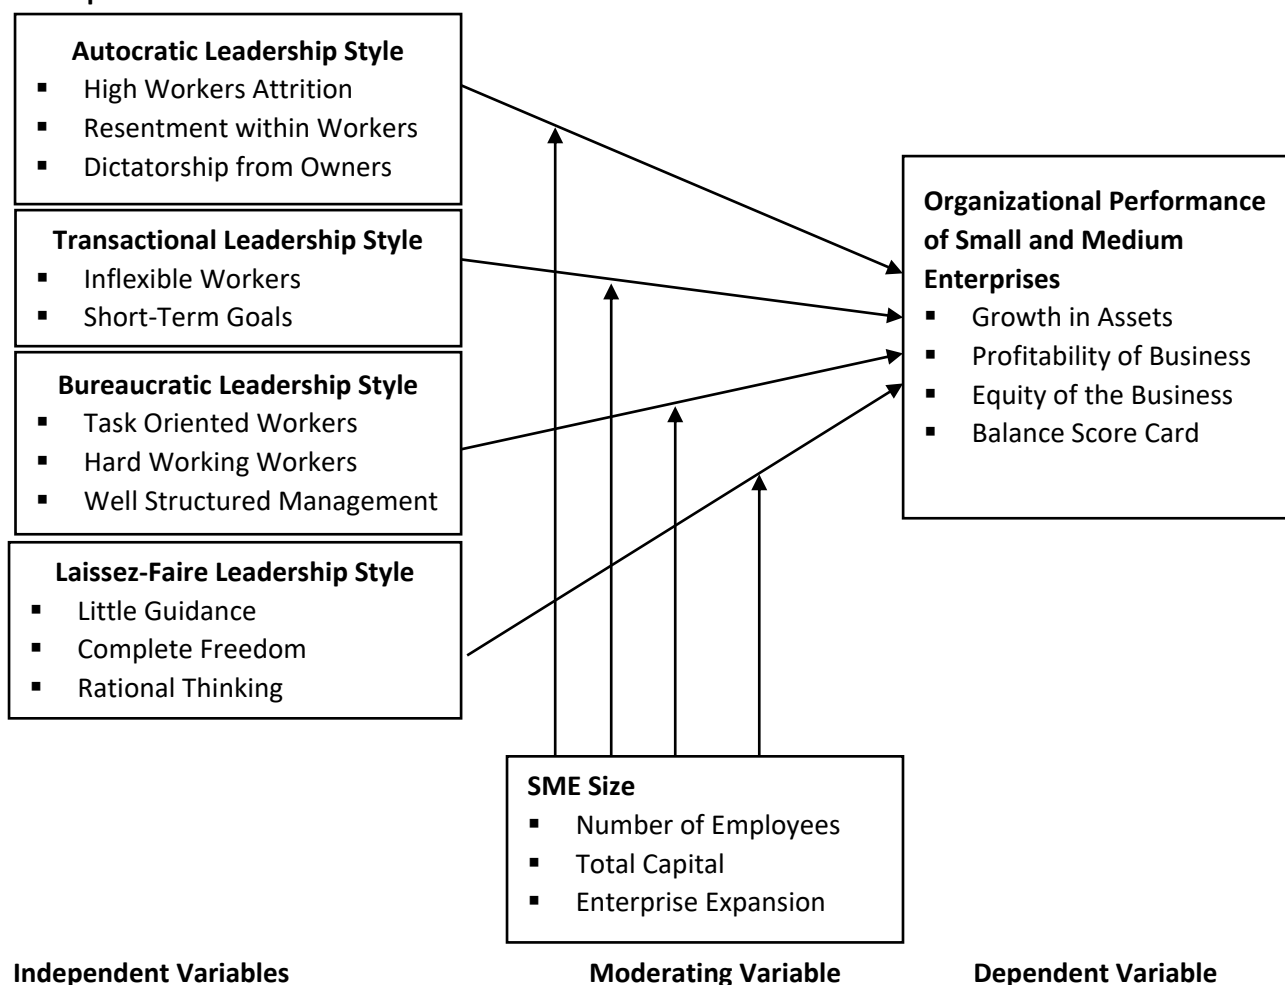 Autocratic Leadership Style
▪ High Workers Attrition
▪ Resentment within Workers
▪ Dictatorship from Owners
Transactional Leadership Style
▪ Inflexible Workers
▪ Short-Term Goals
Bureaucratic Leadership Style
▪ Task Oriented Workers
▪ Hard Working Workers
▪ Well Structured Management
Laissez-Faire Leadership Style
▪ Little Guidance
▪ Complete Freedom
▪ Rational Thinking
Organizational Performance
of Small and Medium
Enterprises
▪ Growth in Assets
▪ Profitability of Business
▪ Equity of the Business
▪ Balance Score Card
SME Size
▪ Number of Employees
▪ Total Capital
▪ Enterprise Expansion
Independent Variables
Moderating Variable
Dependent Variable